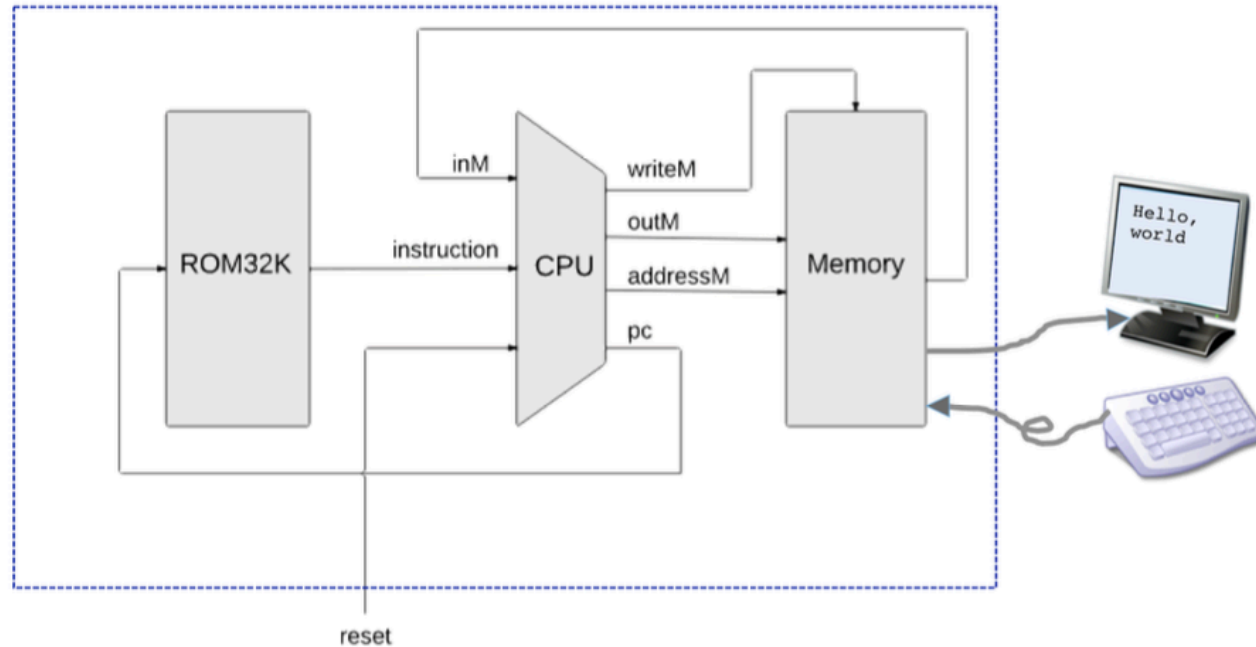 inM
writeM
Hello,
world
outM
instruction
ROM32K
CPU
Memory
addressM
pc
reset